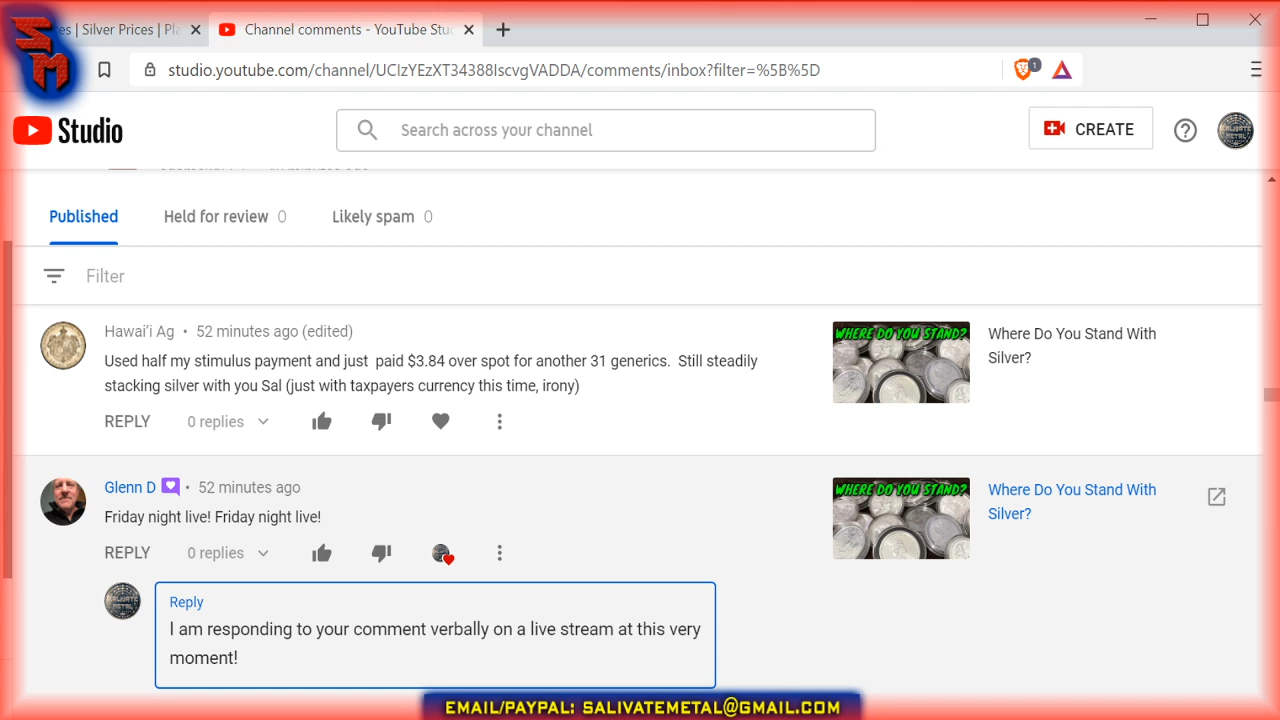 es | Silver Prices | Pla
Channel comments - YouTube Stu
SM
studio.youtube.com/channel/UCIzYEzXT34388IscvgVADDA/comments/inbox?filter=%5B%5D
1
Studio
Search across your channel
CREATE
Published
Held for review 0
Likely spam 0
Filter
Hawai'i Ag • 52 minutes ago (edited)
Used half my stimulus payment and just paid $3.84 over spot for another 31 generics. Still steadily
stacking silver with you Sal (just with taxpayers currency this time, irony)
REPLY
0 replies
WHERE DO YOU STAND?
Where Do You Stand With
Silver?
Glenn D • 52 minutes ago
Friday night live! Friday night live!
REPLY
0 replies
WHERE DO YOU STAND?
Where Do You Stand With
Silver?
Reply
I am responding to your comment verbally on a live stream at this very
moment!
EMAIL/PAYPAL: SALIVATEMETAL@GMAIL.COM